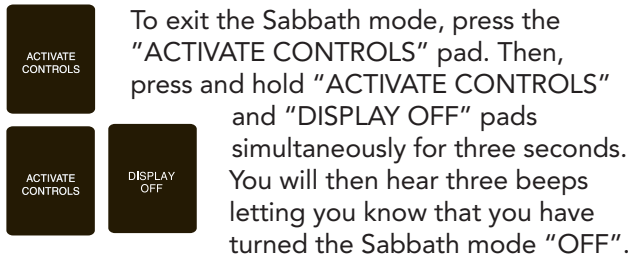 ACTIVATE
CONTROLS
To exit the Sabbath mode, press the
"ACTIVATE CONTROLS" pad. Then,
press and hold "ACTIVATE CONTROLS"
and "DISPLAY OFF" pads
simultaneously for three seconds.
You will then hear three beeps
letting you know that you have
turned the Sabbath mode "OFF".
ACTIVATE
CONTROLS
DISPLAY
OFF